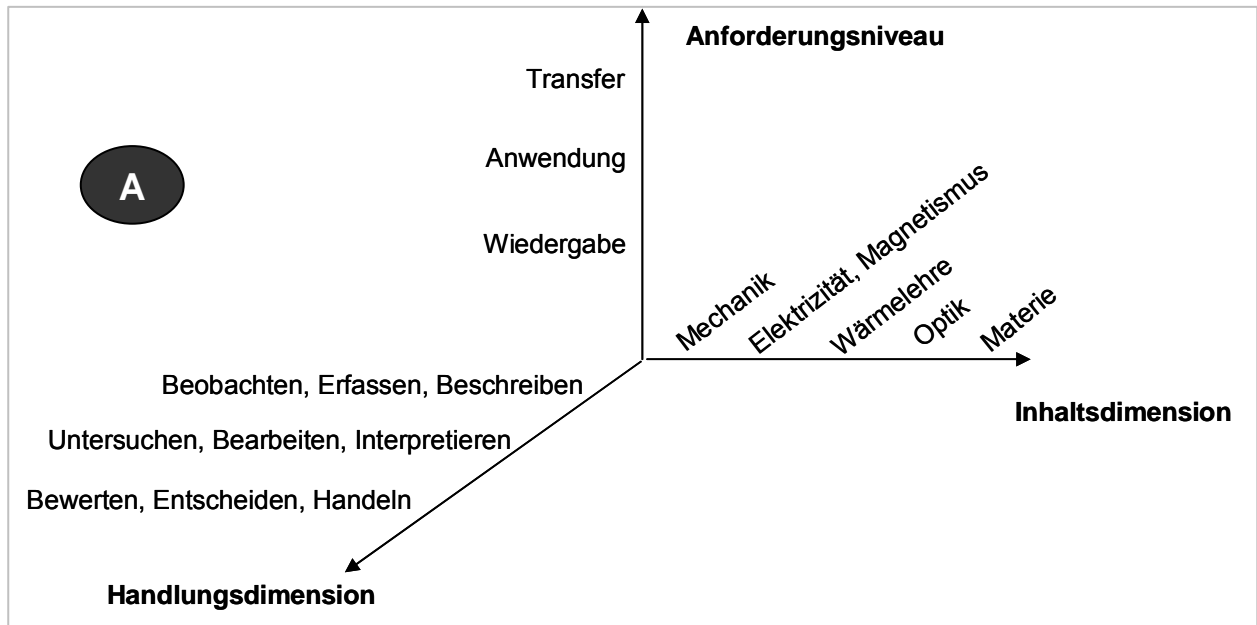 Anforderungsniveau
Transfer
Anwendung
Wiedergabe
A
Mechanik
Elektrizität, Magnetismus
Wärmelehre
Optik
Materie
Inhaltsdimension
Beobachten, Erfassen, Beschreiben
Untersuchen, Bearbeiten, Interpretieren
Bewerten, Entscheiden, Handeln
Handlungsdimension